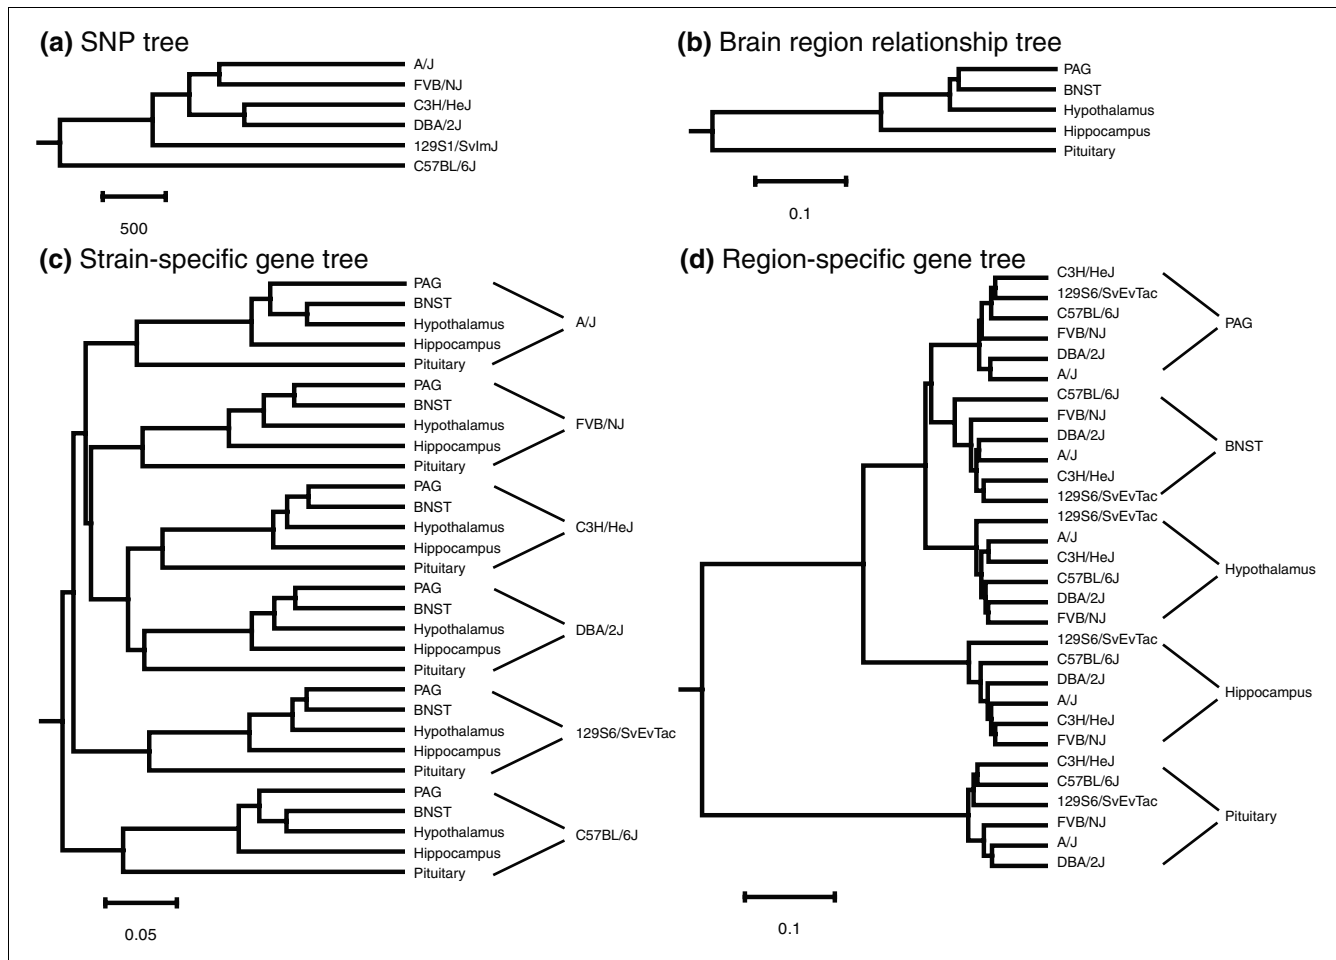 (a) SNP tree
A/J
FVB/NJ
C3H/HeJ
DBA/2J
129S1/SvImJ
C57BL/6J
500
(b) Brain region relationship tree
PAG
BNST
Hypothalamus
Hippocampus
Pituitary
0.1
(c) Strain-specific gene tree
PAG
BNST
Hypothalamus
Hippocampus
Pituitary
A/J
PAG
BNST
Hypothalamus
Hippocampus
Pituitary
FVB/NJ
PAG
BNST
Hypothalamus
Hippocampus
Pituitary
C3H/HeJ
PAG
BNST
Hypothalamus
Hippocampus
Pituitary
DBA/2J
PAG
BNST
Hypothalamus
Hippocampus
Pituitary
129S6/SvEvTac
PAG
BNST
Hypothalamus
Hippocampus
Pituitary
C57BL/6J
0.05
(d) Region-specific gene tree
C3H/HeJ
129S6/SvEvTac
C57BL/6J
FVB/NJ
DBA/2J
A/J
PAG
C57BL/6J
FVB/NJ
DBA/2J
A/J
C3H/HeJ
129S6/SvEvTac
BNST
129S6/SvEvTac
A/J
C3H/HeJ
C57BL/6J
DBA/2J
FVB/NJ
Hypothalamus
129S6/SvEvTac
C57BL/6J
DBA/2J
A/J
C3H/HeJ
FVB/NJ
Hippocampus
C3H/HeJ
C57BL/6J
129S6/SvEvTac
FVB/NJ
A/J
DBA/2J
Pituitary
0.1